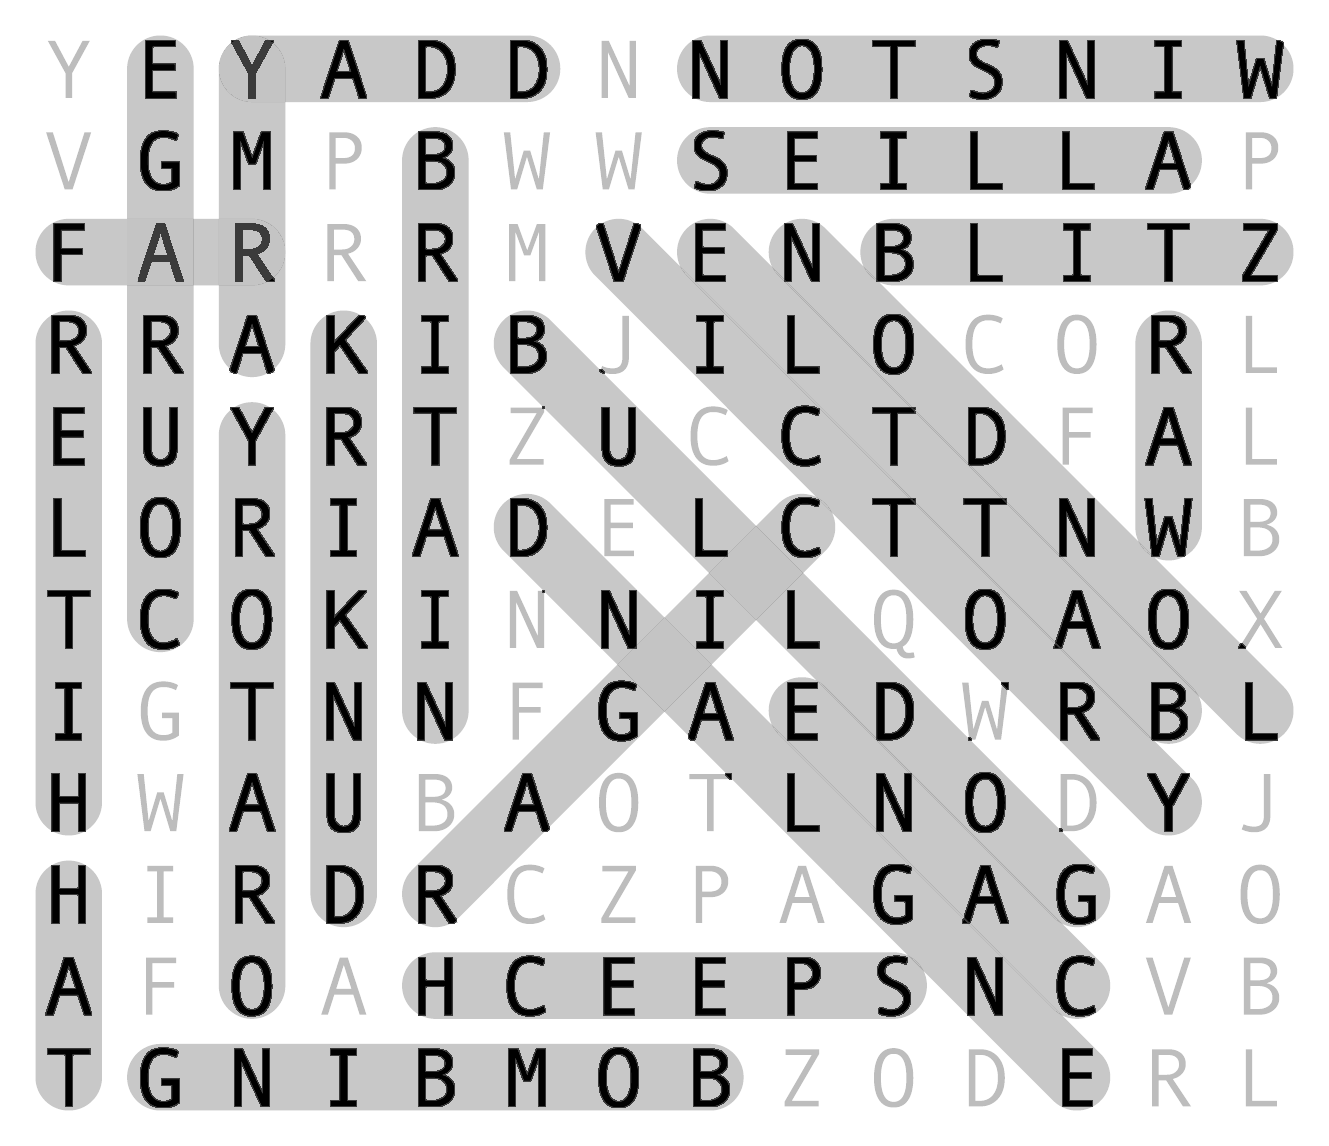 Y E Y A D D N N O T S N I W
V G M P B W W S E I L L A P
F A R R R M V E N B L I T Z
R R A K I B J I L O C O R L
E U Y R T Z U C C T D F A L
L O R I A D E L C T T N W B
T C O K I N N I L Q O A O X
I G T N N F G A E D W R B L
H W A U B A O T L N O D Y J
H I R D R C Z P A G A G A O
A F O A H C E E P S N C V B
T G N I B M O B Z O D E R L